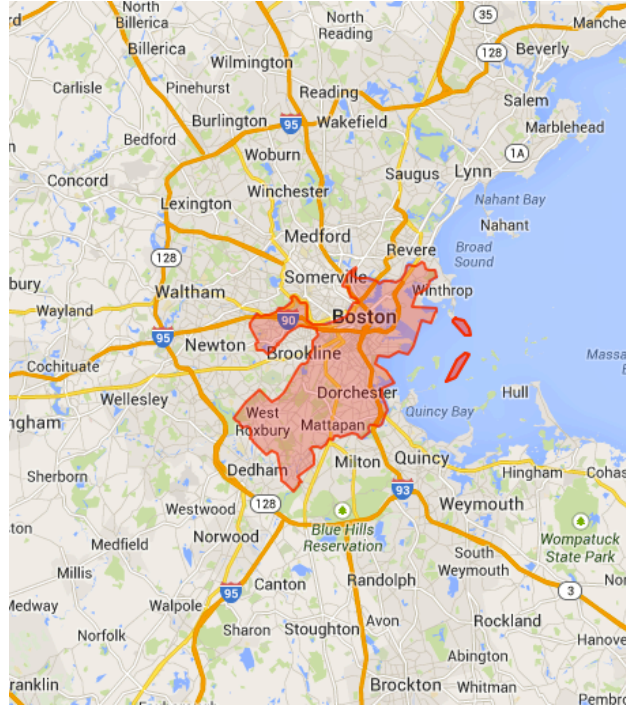 North
Billerica
North
Reading
35
Manche
128
Beverly
Billerica
Wilmington
Carlisle
Pinehurst
Reading
Salem
Burlington
95
Wakefield
Marblehead
Bedford
Woburn
1A
Concord
Winchester
Saugus
Lynn
Lexington
Nahant Bay
Medford
Nahant
Revere
Broad
Sound
128
Somerville
bury
Waltham
Winthrop
Wayland
90
Boston
95
Newton
Brookline
Massa
Cochituate
Wellesley
Dorchester
Hull
ngham
West
Roxbury
Quincy Bay
Mattapan
Dedham
Milton
Quincy
Hingham
Cohas
Sherborn
93
128
Westwood
Weymouth
Blue Hills
Reservation
Norwood
Wompatuck
State Park
ton
Medfield
South
Weymouth
Millis
Canton
Randolph
95
3
Nor
Medway
Walpole
Avon
Rockland
Norfolk
Sharon
Stoughton
Hanove
Abington
ranklin
Brockton
Whitman
Pembro